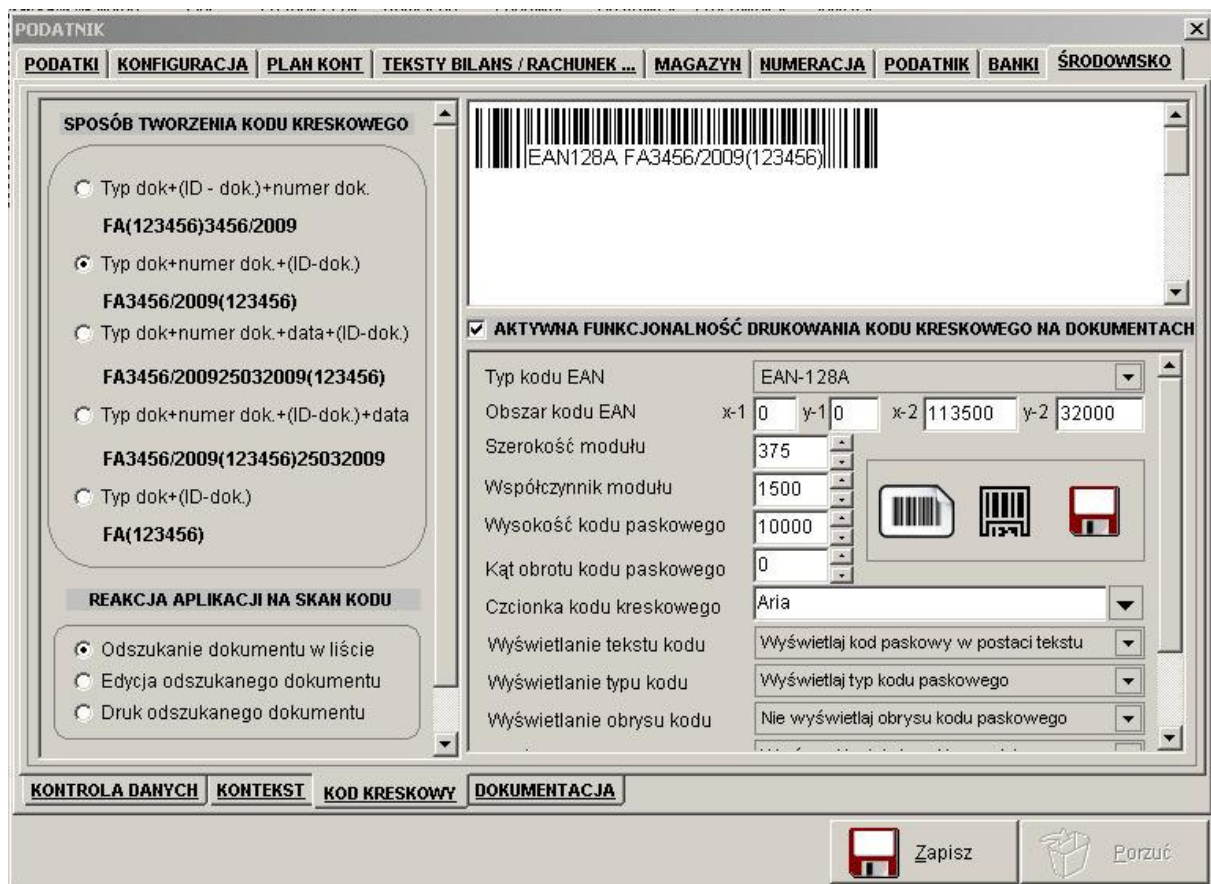 PODATNIK
PODATKI KONFIGURACJA PLAN KONT TEKSTY BILANS / RACHUNEK ... MAGAZYN NUMERACJA PODATNIK BANKI ŚRODOWISKO
SPOSÓB TWORZENIA KODU KRESKOWEGO
Typ dok+(ID - dok.)+numer dok.
FA(123456)3456/2009
Typ dok+numer dok.+(ID-dok.)
FA3456/2009(123456)
Typ dok+numer dok.+data+(ID-dok.)
FA3456/200925032009(123456)
Typ dok+numer dok.+(ID-dok.)+data
FA3456/2009(123456)25032009
Typ dok+(ID-dok.)
FA(123456)
REAKCJA APLIKACJI NA SKAN KODU
Odszukanie dokumentu w liście
Edycja odszukanego dokumentu
Druk odszukanego dokumentu
EAN128A FA3456/2009(123456)
AKTYWNA FUNKCJONALNOŚĆ DRUKOWANIA KODU KRESKOWEGO NA DOKUMENTACH
Typ kodu EAN EAN-128A
Obszar kodu EAN x-1 0 y-1 0 x-2 113500 y-2 32000
Szerokość modułu 375
Współczynnik modułu 1500
Wysokość kodu paskowego 10000
Kąt obrotu kodu paskowego 0
Czcionka kodu kreskowego Aria
Wyświetlanie tekstu kodu Wyświetlaj kod paskowy w postaci tekstu
Wyświetlanie typu kodu Wyświetlaj typ kodu paskowego
Wyświetlanie obrysu kodu Nie wyświetlaj obrysu kodu paskowego
KONTROLA DANYCH KONTEKST KOD KRESKOWY DOKUMENTACJA
Zapisz Porzuć